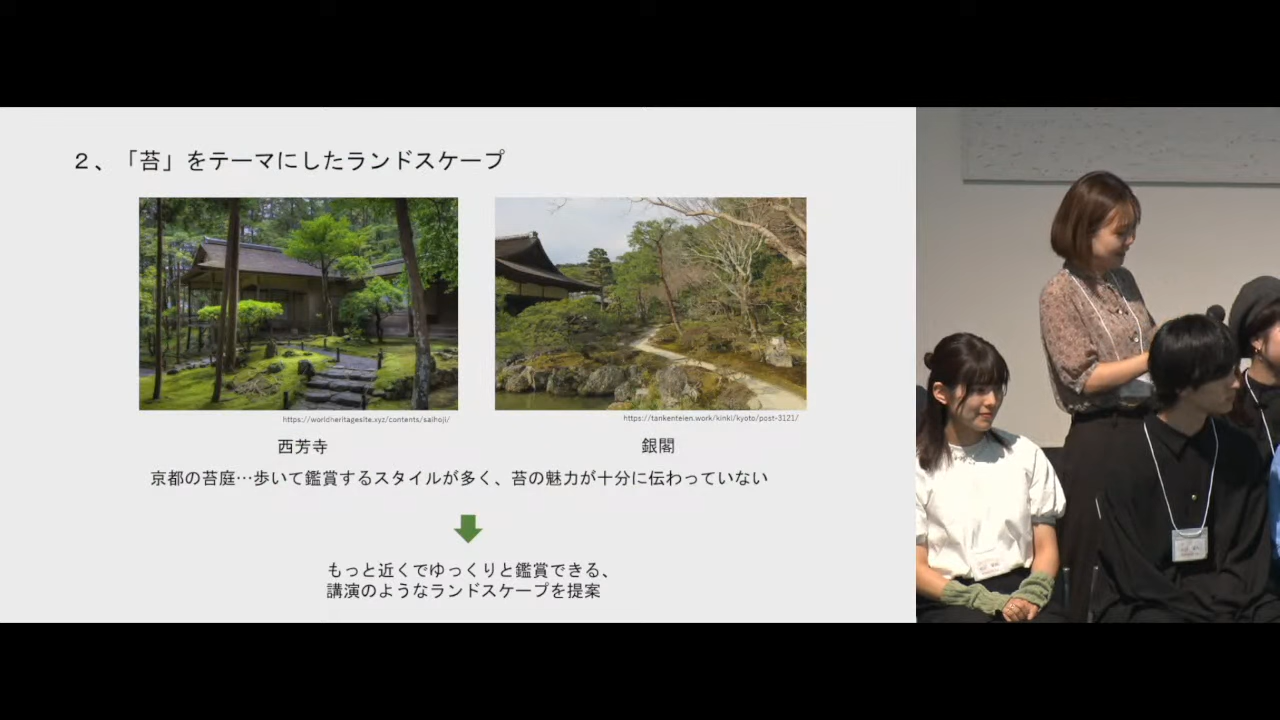 ２、「苔」をテーマにしたランドスケープ
https://worldheritagesite.xyz/contents/saihoji/
https://tankenteien.work/kinki/kyoto/post-3121/
西芳寺
銀閣
京都の苔庭…歩いて鑑賞するスタイルが多く、苔の魅力が十分に伝わっていない
もっと近くでゆっくりと鑑賞できる、
講演のようなランドスケープを提案